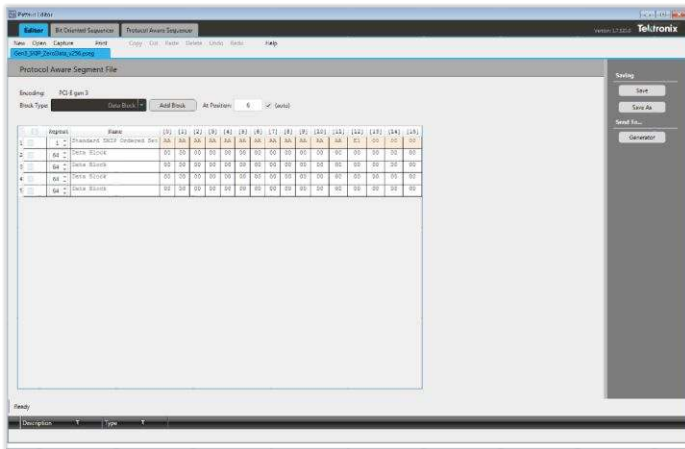 Pattern Editor
Editor Bit Oriented Sequencer Protocol Aware Sequencer
Tektronix
New Open Capture Print Copy Cut Paste Delete Undo Redo Help
Protocol Aware Segment File
Encoding: PCI-E gen 3
Block Type: Data Block Add Block At Position: 6 (auto)
Repeat Name [0] [1] [2] [3] [4] [5] [6] [7] [8] [9] [10] [11] [12] [13] [14] [15]
1 1 Standard SKIP Ordered Set AA AA AA AA AA AA AA AA AA AA AA AA E1 00 00 00
2 64 Data Block 00 00 00 00 00 00 00 00 00 00 00 00 00 00 00 00
3 64 Data Block 00 00 00 00 00 00 00 00 00 00 00 00 00 00 00 00
4 64 Data Block 00 00 00 00 00 00 00 00 00 00 00 00 00 00 00 00
5 64 Data Block 00 00 00 00 00 00 00 00 00 00 00 00 00 00 00 00
Saving
Save
Save As
Send To...
Generator
Ready
Description Type